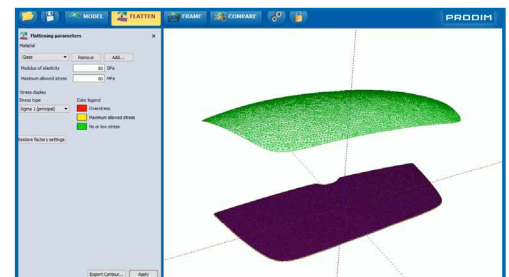 MODEL FLATTEN FRAME COMPARE PRODIM
Flattening parameters x
Material
Glass Remove Add...
Modulus of elasticity 80 GPa
Maximum allowed stress 80 MPa
Stress display
Stress type Color legend
Sigma 1(principal) Overstress
Maximum allowed stress
No or low stress
Restore factory settings
Export Contour... Apply